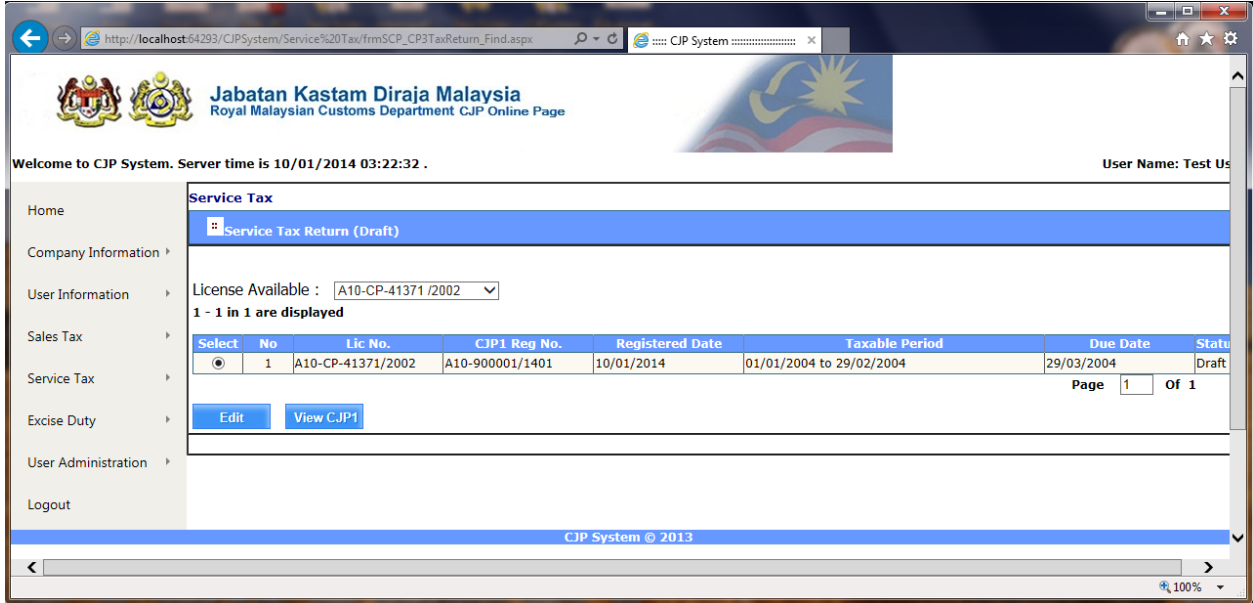 http://localhost:64293/CJPSystem/Service%20Tax/frmSCP_CP3TaxReturn_Find.aspx
::::: CJP System ::::::::::::::::::::::
Jabatan Kastam Diraja Malaysia
Royal Malaysian Customs Department CJP Online Page
Welcome to CJP System. Server time is 10/01/2014 03:22:32 .
User Name: Test Us
Home
Company Information
User Information
Sales Tax
Service Tax
Excise Duty
User Administration
Logout
Service Tax
Service Tax Return (Draft)
License Available : A10-CP-41371 /2002
1 - 1 in 1 are displayed
Select No Lic No. CJP1 Reg No. Registered Date Taxable Period Due Date Statu
1 A10-CP-41371/2002 A10-900001/1401 10/01/2014 01/01/2004 to 29/02/2004 29/03/2004 Draft
Page 1 Of 1
Edit View CJP1
CJP System © 2013
100%